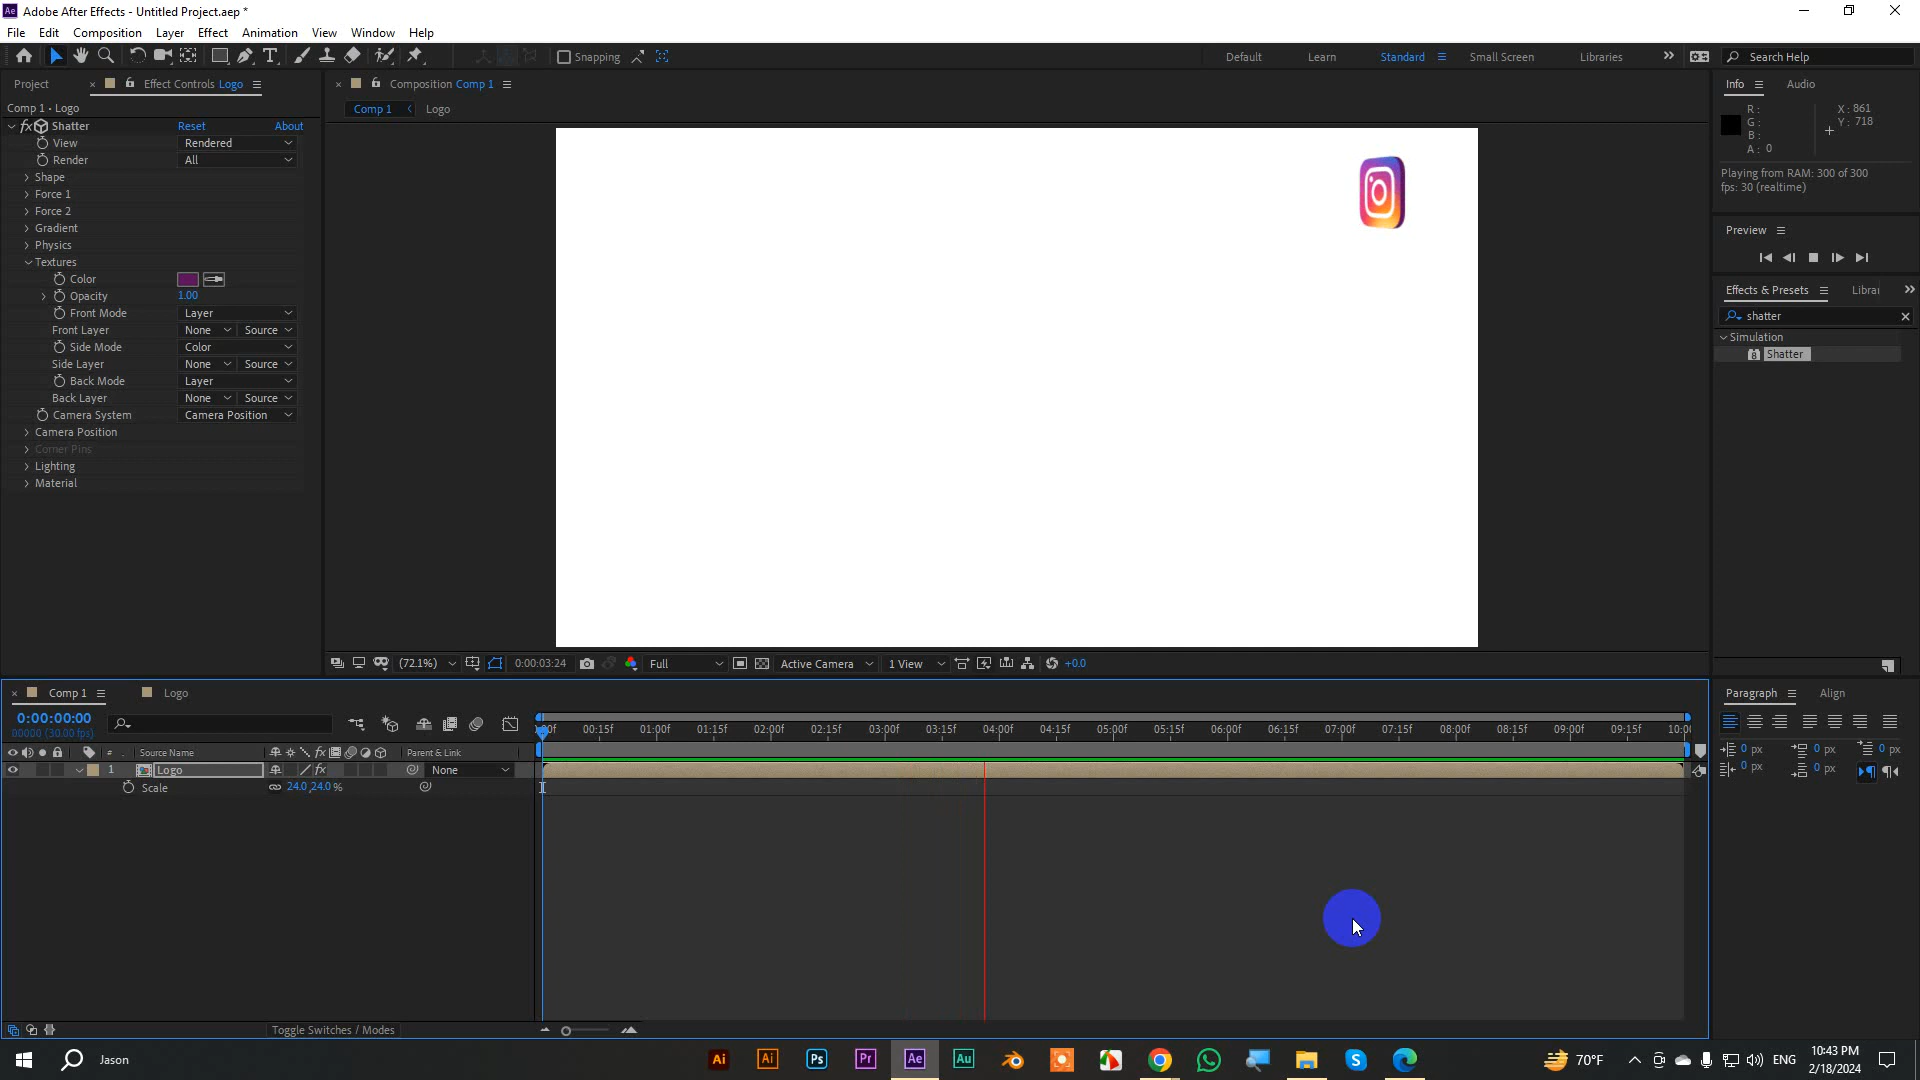 Adobe After Effects - Untitled Project.aep *
File Edit Composition Layer Effect Animation View Window Help
Snapping
Default Learn Standard Small Screen Libraries
Search Help
Project
Effect Controls Logo
Comp 1 • Logo
Shatter Reset About
View Rendered
Render All
Shape
Force 1
Force 2
Gradient
Physics
Textures
Color
Opacity 1.00
Front Mode Layer
Front Layer None Source
Side Mode Color
Side Layer None Source
Back Mode Layer
Back Layer None Source
Camera System Camera Position
Camera Position
Corner Pins
Lighting
Material
Composition Comp 1
Comp 1 Logo
(72.1%) 0:00:03:24 Full Active Camera 1 View +0.0
Info Audio
R :
G :
B :
A : 0
X : 861
Y : 718
Playing from RAM: 300 of 300
fps: 30 (realtime)
Preview
Effects & Presets Librar
shatter
Simulation
Shatter
Paragraph Align
0 px 0 px 0 px
0 px 0 px
Comp 1 Logo
0:00:00:00
00000 (30.00 fps)
# Source Name Parent & Link
1 Logo None
Scale 24.0,24.0 %
00f 00:15f 01:00f 01:15f 02:00f 02:15f 03:00f 03:15f 04:00f 04:15f 05:00f 05:15f 06:00f 06:15f 07:00f 07:15f 08:00f 08:15f 09:00f 09:15f 10:00
Toggle Switches / Modes
Jason
Ai Ai Ps Pr Ae Au
70°F ENG
10:43 PM
2/18/2024